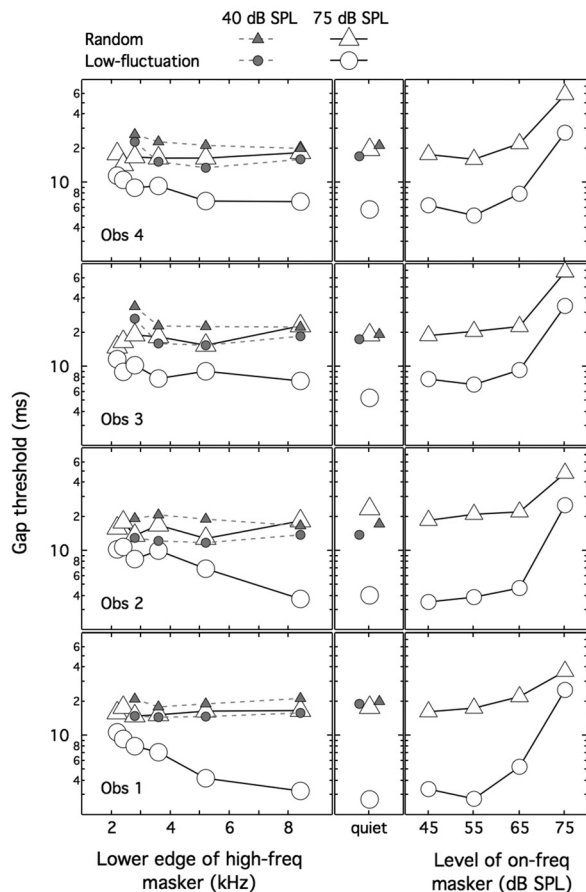 40 dB SPL 75 dB SPL
Random
Low-fluctuation
6
4
2
10
8
6
4
Obs 4
6
4
2
10
8
6
4
Obs 3
6
4
2
10
8
6
4
Obs 2
6
4
2
10
8
6
4
Obs 1
Gap threshold (ms)
2 4 6 8 quiet 45 55 65 75
Lower edge of high-freq
masker (kHz)
Level of on-freq
masker (dB SPL)